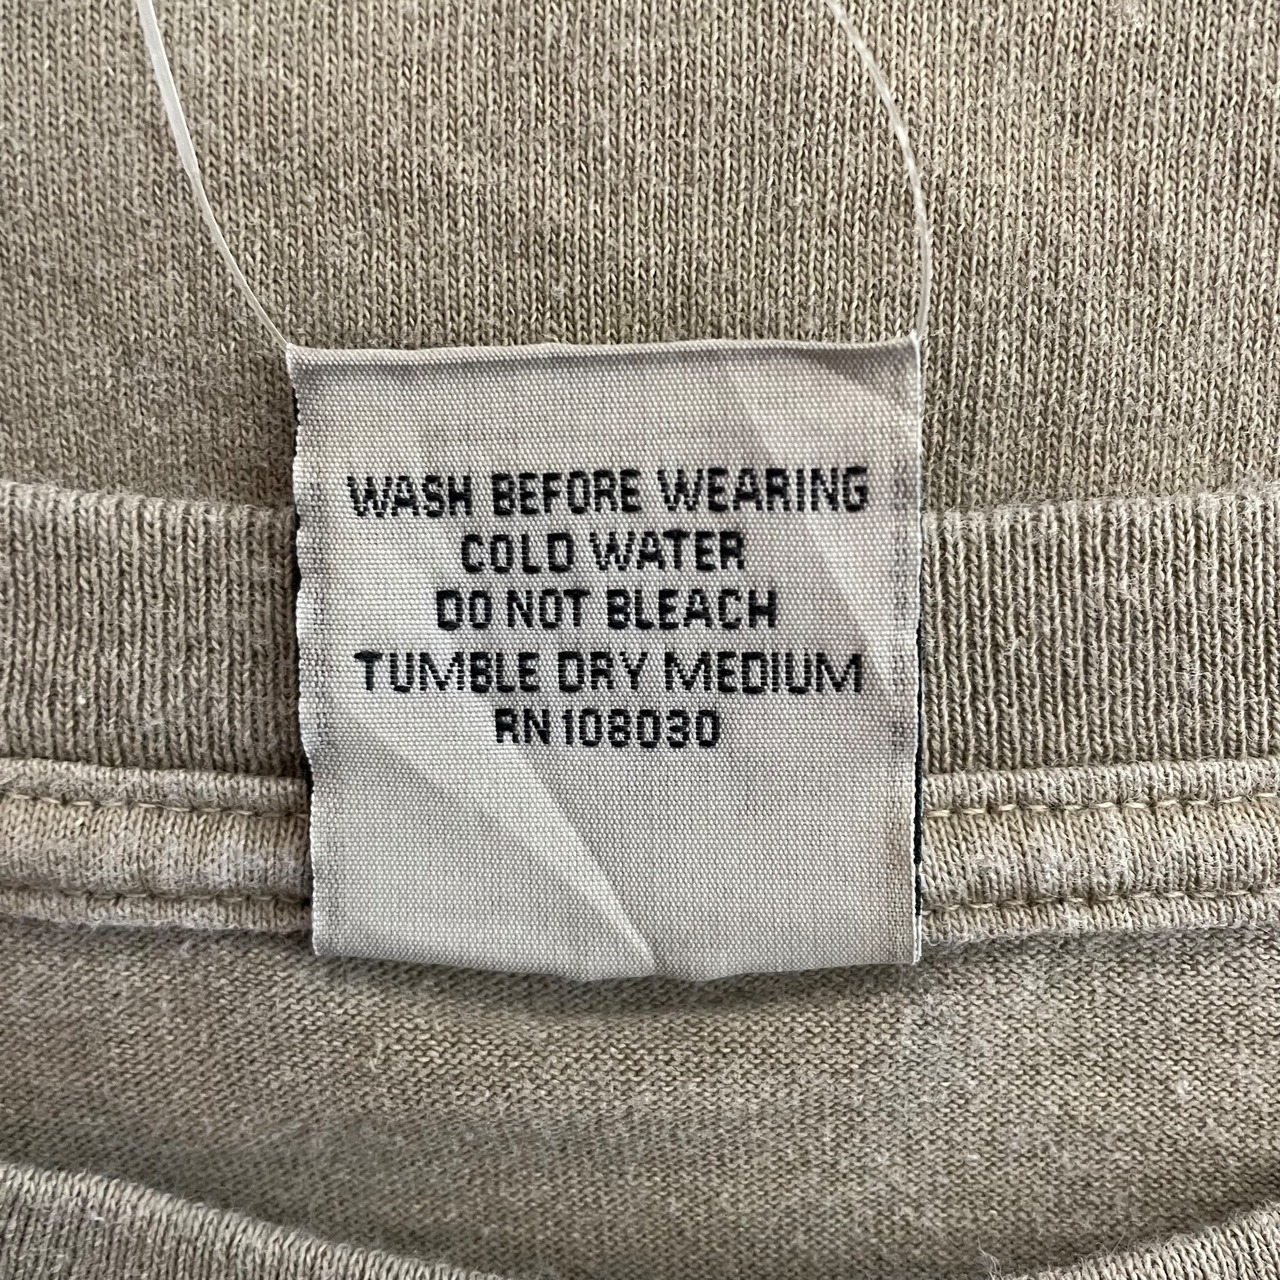 WASH BEFORE WEARING
COLD WATER
DO NOT BLEACH
TUMBLE DRY MEDIUM
RN 108030